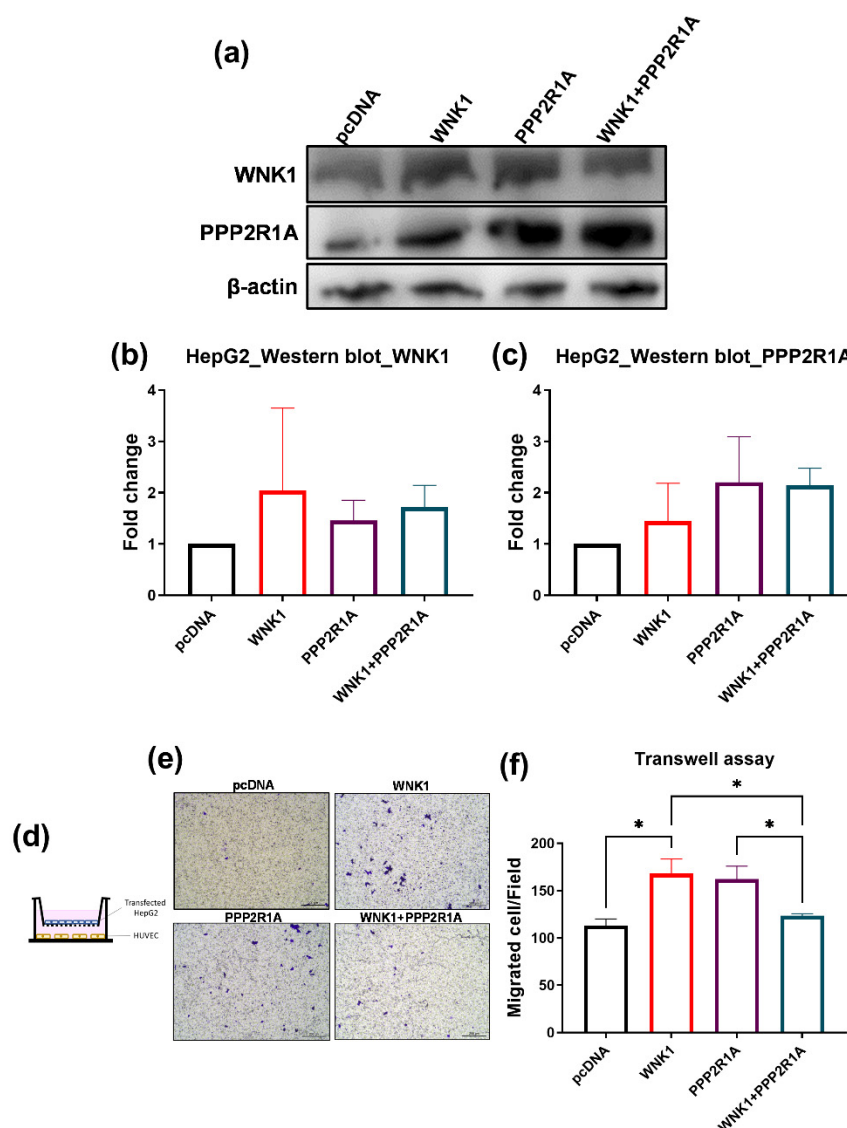 (a)
pcDNA
WNK1
PPP2R1A
WNK1+PPP2R1A
WNK1
PPP2R1A
β-actin
(b)
HepG2_Western blot_WNK1
Fold change
4
3
2
1
0
pcDNA
WNK1
PPP2R1A
WNK1+PPP2R1A
(c)
HepG2_Western blot_PPP2R1A
Fold change
4
3
2
1
0
pcDNA
WNK1
PPP2R1A
WNK1+PPP2R1A
(d)
Transfected
HepG2
HUVEC
(e)
pcDNA
WNK1
PPP2R1A
WNK1+PPP2R1A
(f)
Transwell assay
Migrated cell/Field
200
150
100
50
0
*
*
*
pcDNA
WNK1
PPP2R1A
WNK1+PPP2R1A